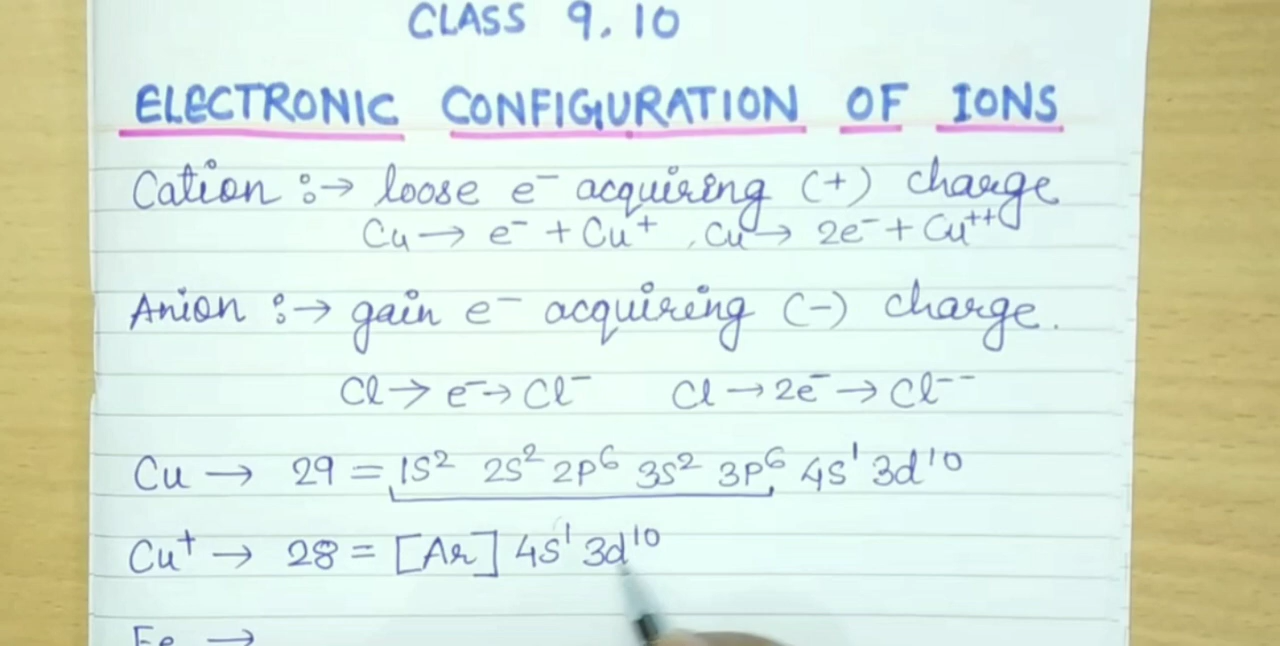 CLASS 9, 10
ELECTRONIC CONFIGURATION OF IONS
Cation :→ loose e⁻ acquiring (+) charge
Cu → e⁻ + Cu⁺ , Cu → 2e⁻ + Cu⁺⁺
Anion :→ gain e⁻ acquiring (-) charge.
Cl → e⁻ → Cl⁻ Cl → 2e⁻ → Cl⁻⁻
Cu → 29 = 1S² 2S² 2P⁶ 3S² 3P⁶ 4S¹ 3d¹⁰
Cu⁺ → 28 = [Ar] 4S¹ 3d¹⁰
Fe →